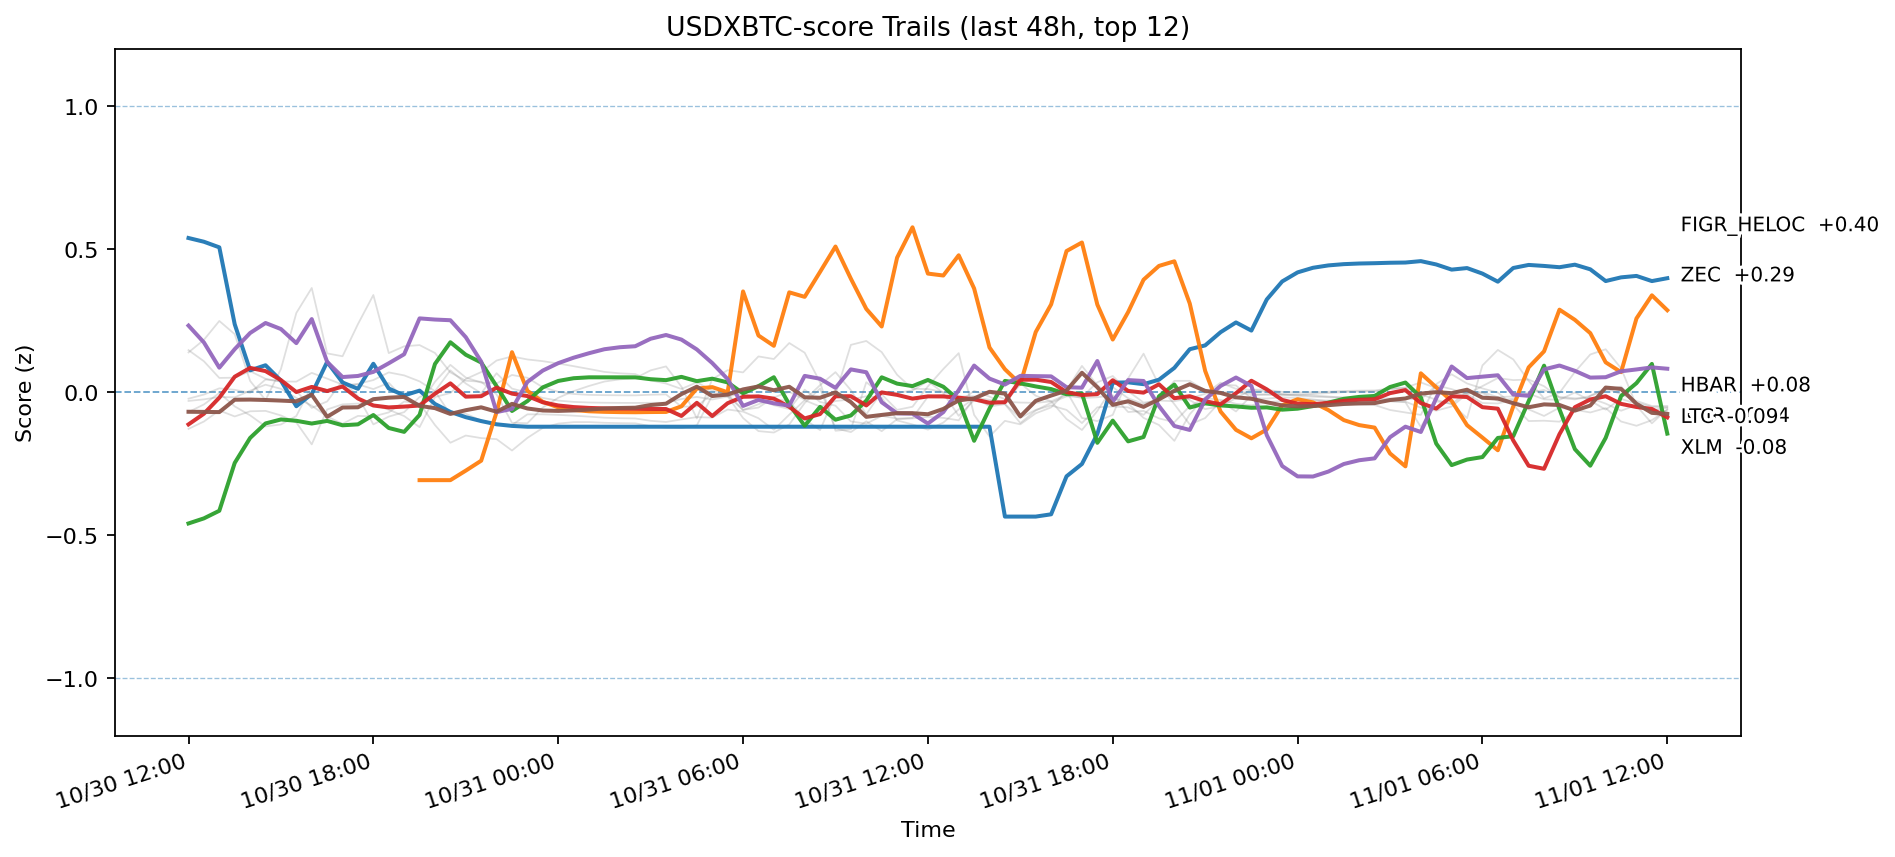 USDXBTC-score Trails (last 48h, top 12)
Score (z)
1.0
0.5
0.0
−0.5
−1.0
FIGR_HELOC +0.40
ZEC +0.29
HBAR +0.08
XLM -0.08
10/30 12:00
10/30 18:00
10/31 00:00
10/31 06:00
10/31 12:00
10/31 18:00
11/01 00:00
11/01 06:00
11/01 12:00
Time